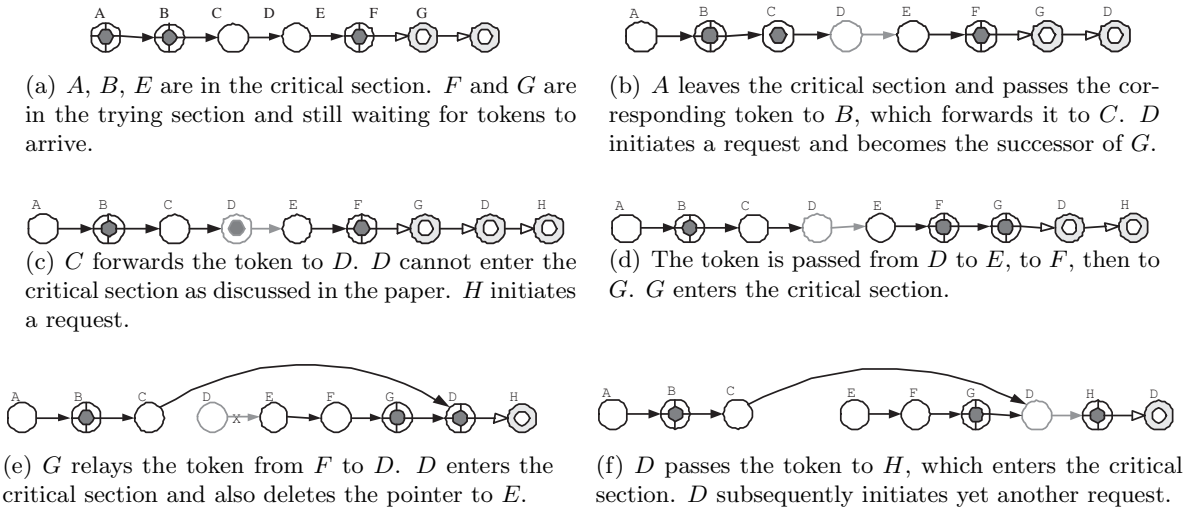 A B C D E F G
(a) A, B, E are in the critical section. F and G are
in the trying section and still waiting for tokens to
arrive.
A B C D E F G D
(b) A leaves the critical section and passes the cor-
responding token to B, which forwards it to C. D
initiates a request and becomes the successor of G.
A B C D E F G D H
(c) C forwards the token to D. D cannot enter the
critical section as discussed in the paper. H initiates
a request.
A B C D E F G D H
(d) The token is passed from D to E, to F, then to
G. G enters the critical section.
A B C D X E F G D H
(e) G relays the token from F to D. D enters the
critical section and also deletes the pointer to E.
A B C E F G D H D
(f) D passes the token to H, which enters the critical
section. D subsequently initiates yet another request.